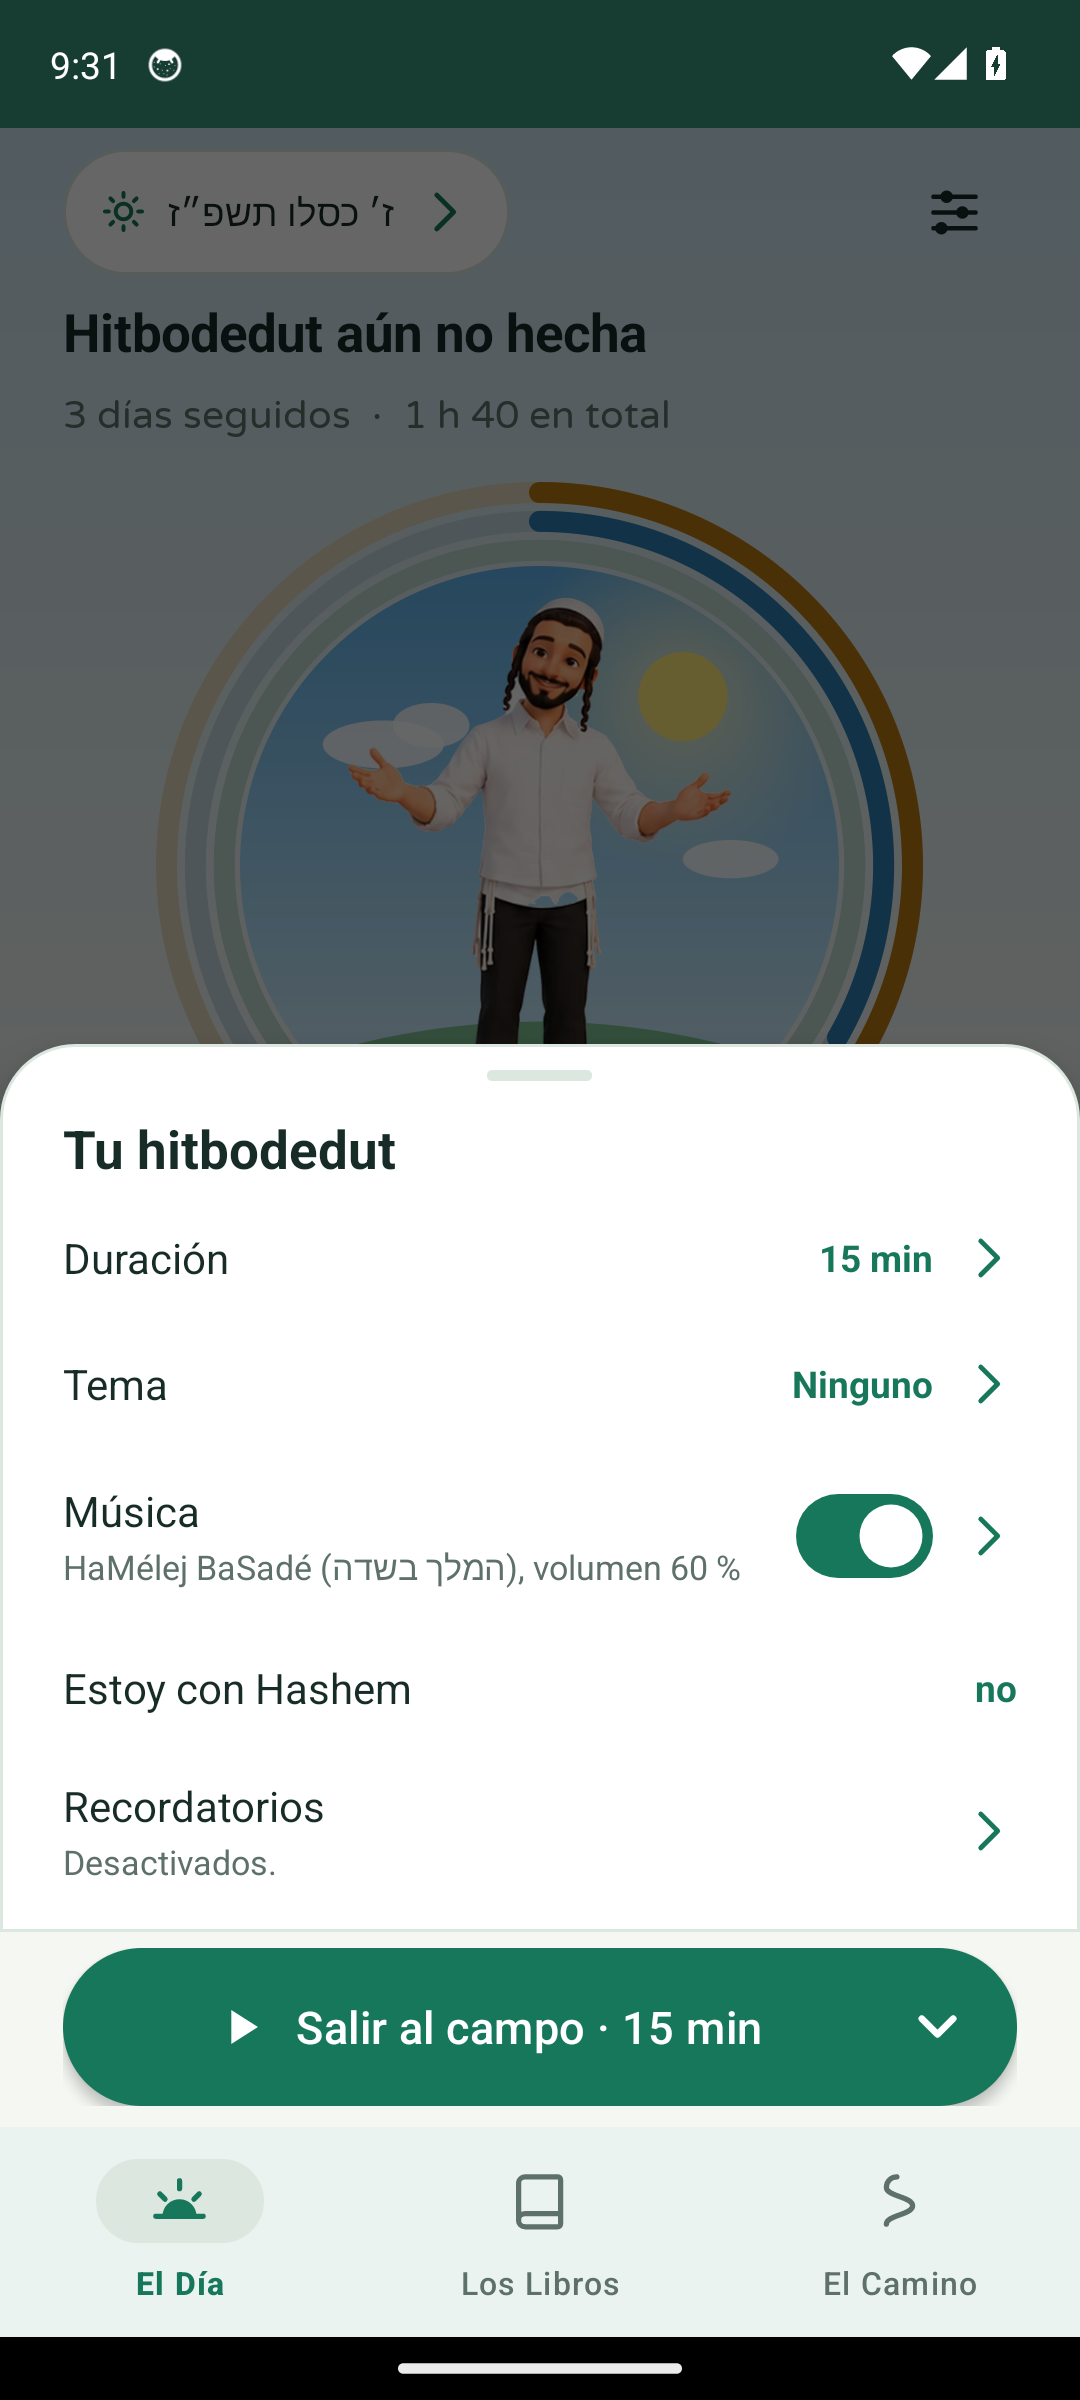 9:31
ז׳ כסלו תשפ״ז
Hitbodedut aún no hecha
3 días seguidos · 1 h 40 en total
Tu hitbodedut
Duración 15 min
Tema Ninguno
Música
HaMélej BaSadé (המלך בשדה), volumen 60 %
Estoy con Hashem no
Recordatorios
Desactivados.
Salir al campo · 15 min
El Día Los Libros El Camino